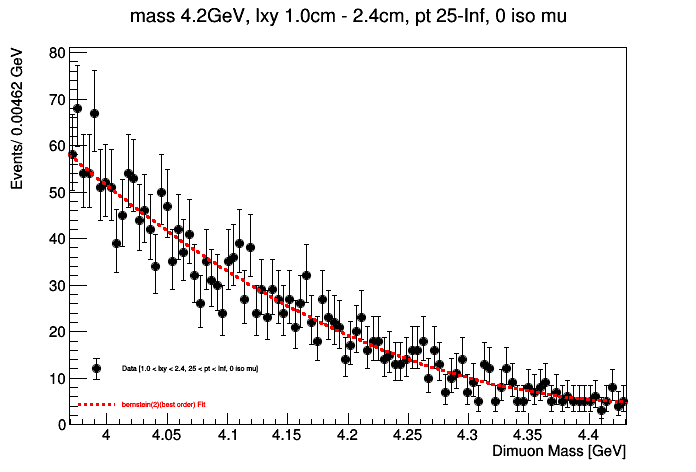 mass 4.2GeV, lxy 1.0cm - 2.4cm, pt 25-Inf, 0 iso mu
Events/ 0.00462 GeV
80
70
60
50
40
30
20
10
0
Data [1.0 < lxy < 2.4, 25 < pt < Inf, 0 iso mu]
bernstein(2)(best order) Fit
4 4.05 4.1 4.15 4.2 4.25 4.3 4.35 4.4
Dimuon Mass [GeV]